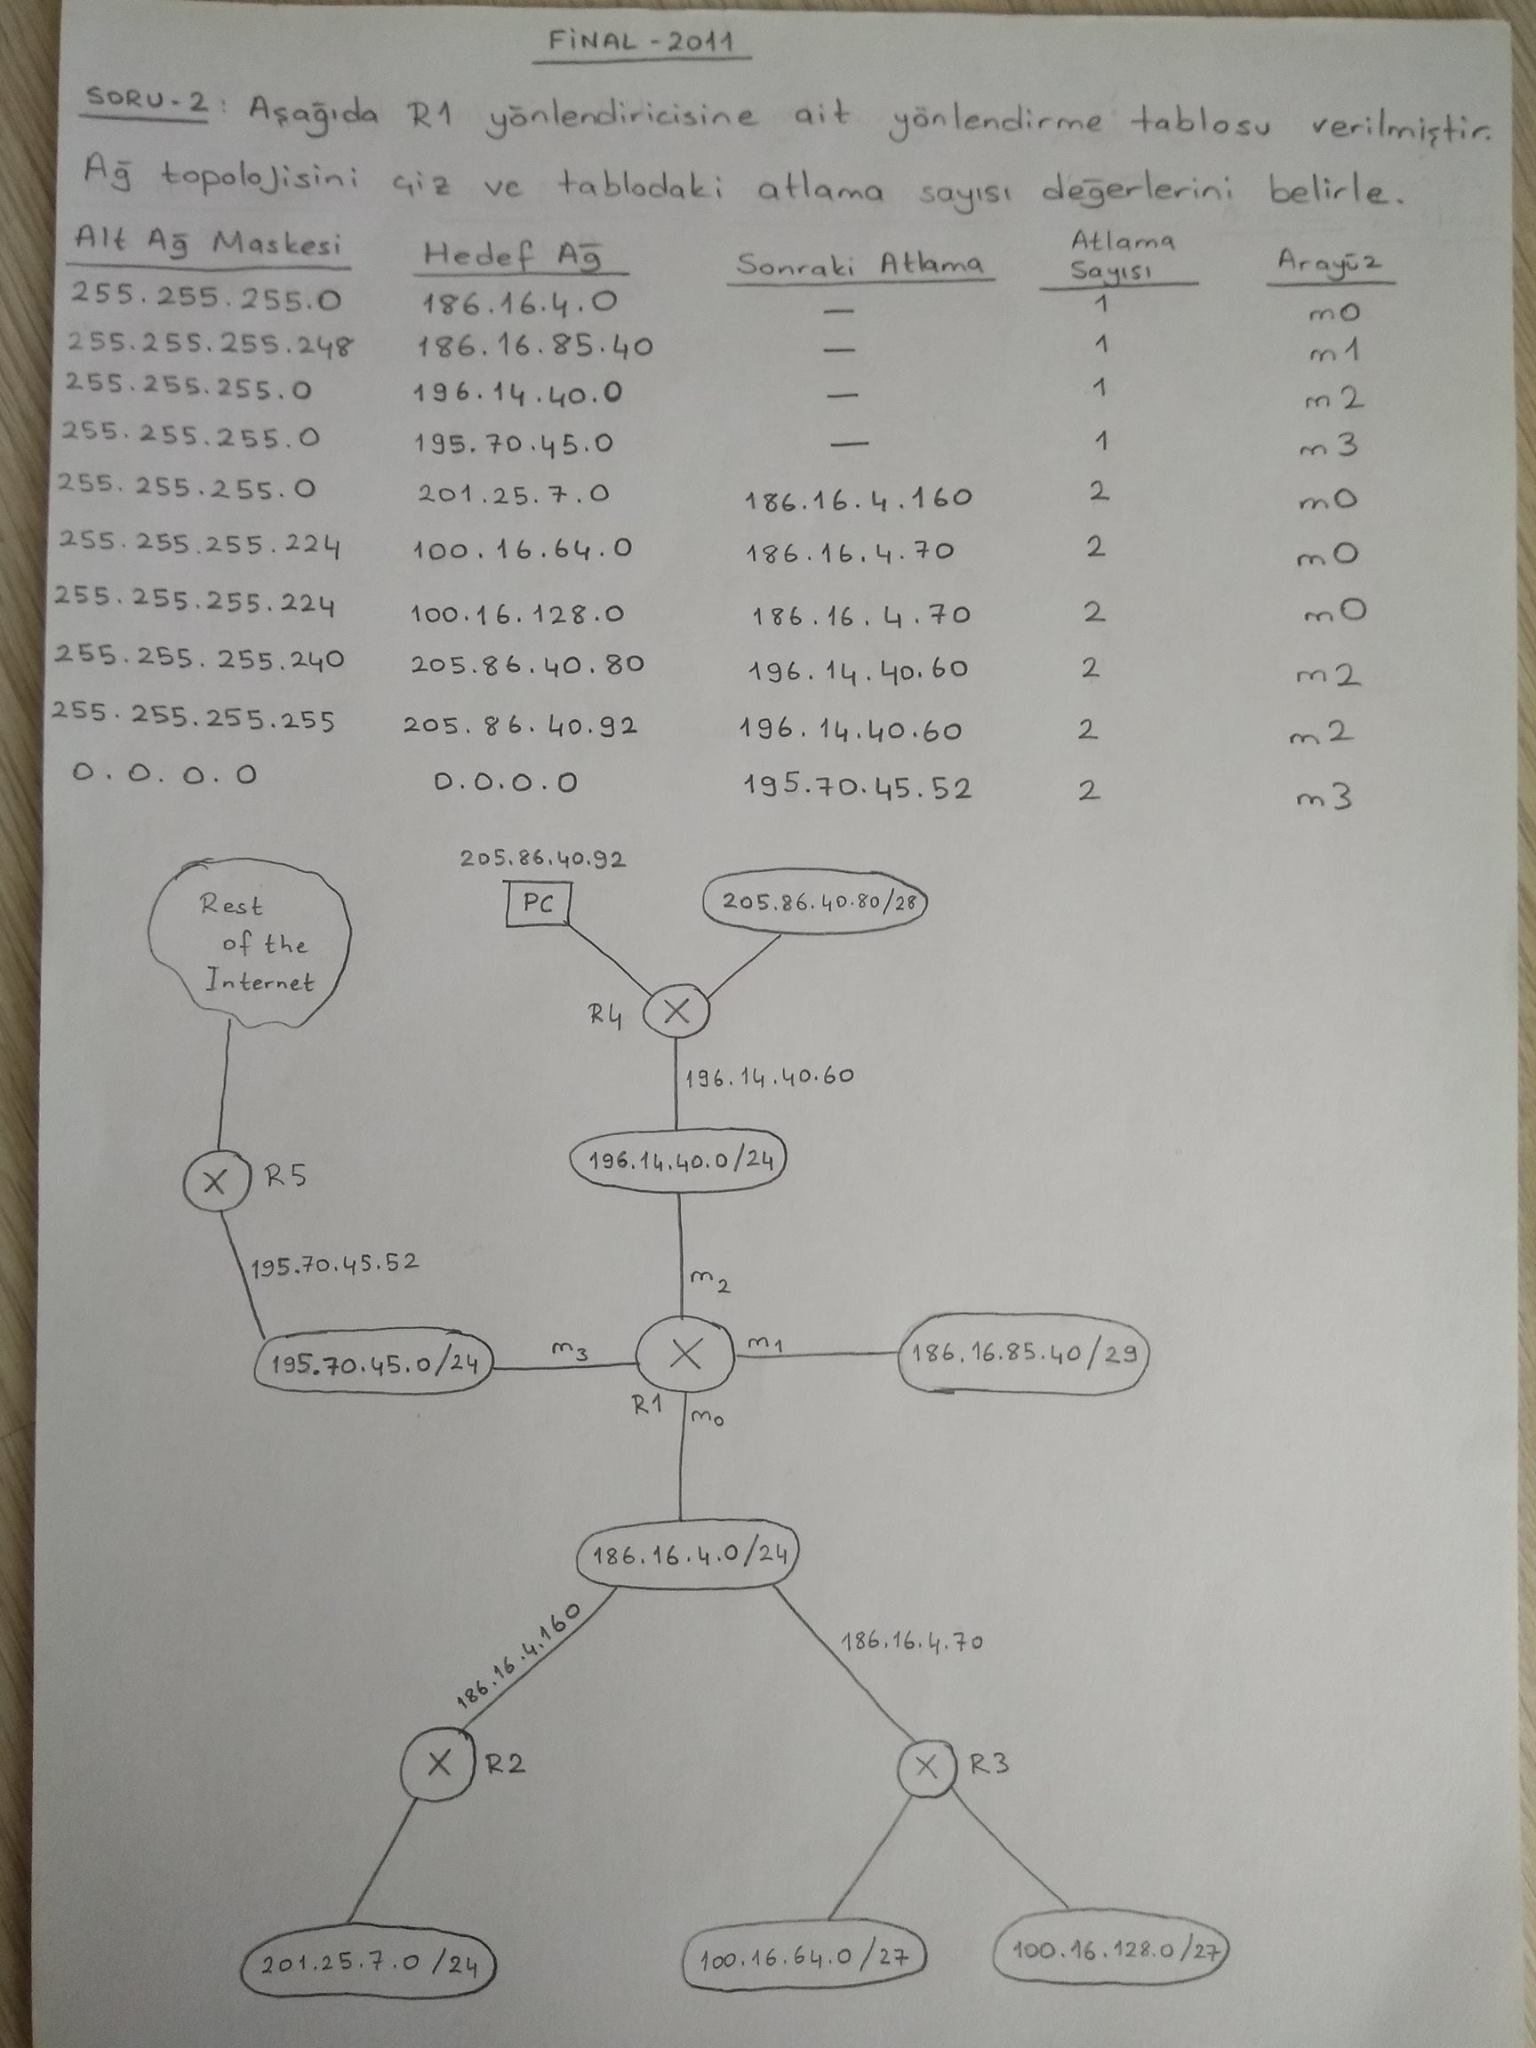 FİNAL - 2011
SORU - 2 : Aşağıda R1 yönlendiricisine ait yönlendirme tablosu verilmiştir.
Ağ topolojisini çiz ve tablodaki atlama sayısı değerlerini belirle.
Alt Ağ Maskesi Hedef Ağ Sonraki Atlama Atlama Sayısı Arayüz
255.255.255.0 186.16.4.0 — 1 m0
255.255.255.248 186.16.85.40 — 1 m1
255.255.255.0 196.14.40.0 — 1 m2
255.255.255.0 195.70.45.0 — 1 m3
255.255.255.0 201.25.7.0 186.16.4.160 2 m0
255.255.255.224 100.16.64.0 186.16.4.70 2 m0
255.255.255.224 100.16.128.0 186.16.4.70 2 m0
255.255.255.240 205.86.40.80 196.14.40.60 2 m2
255.255.255.255 205.86.40.92 196.14.40.60 2 m2
0.0.0.0 0.0.0.0 195.70.45.52 2 m3
205.86.40.92
Rest
of the
Internet
PC
205.86.40.80/28
R4
196.14.40.60
196.14.40.0/24
R5
195.70.45.52
m2
195.70.45.0/24
m3
m1
186.16.85.40/29
R1
m0
186.16.4.0/24
186.16.4.160
186.16.4.70
R2
R3
201.25.7.0/24
100.16.64.0/27
100.16.128.0/27